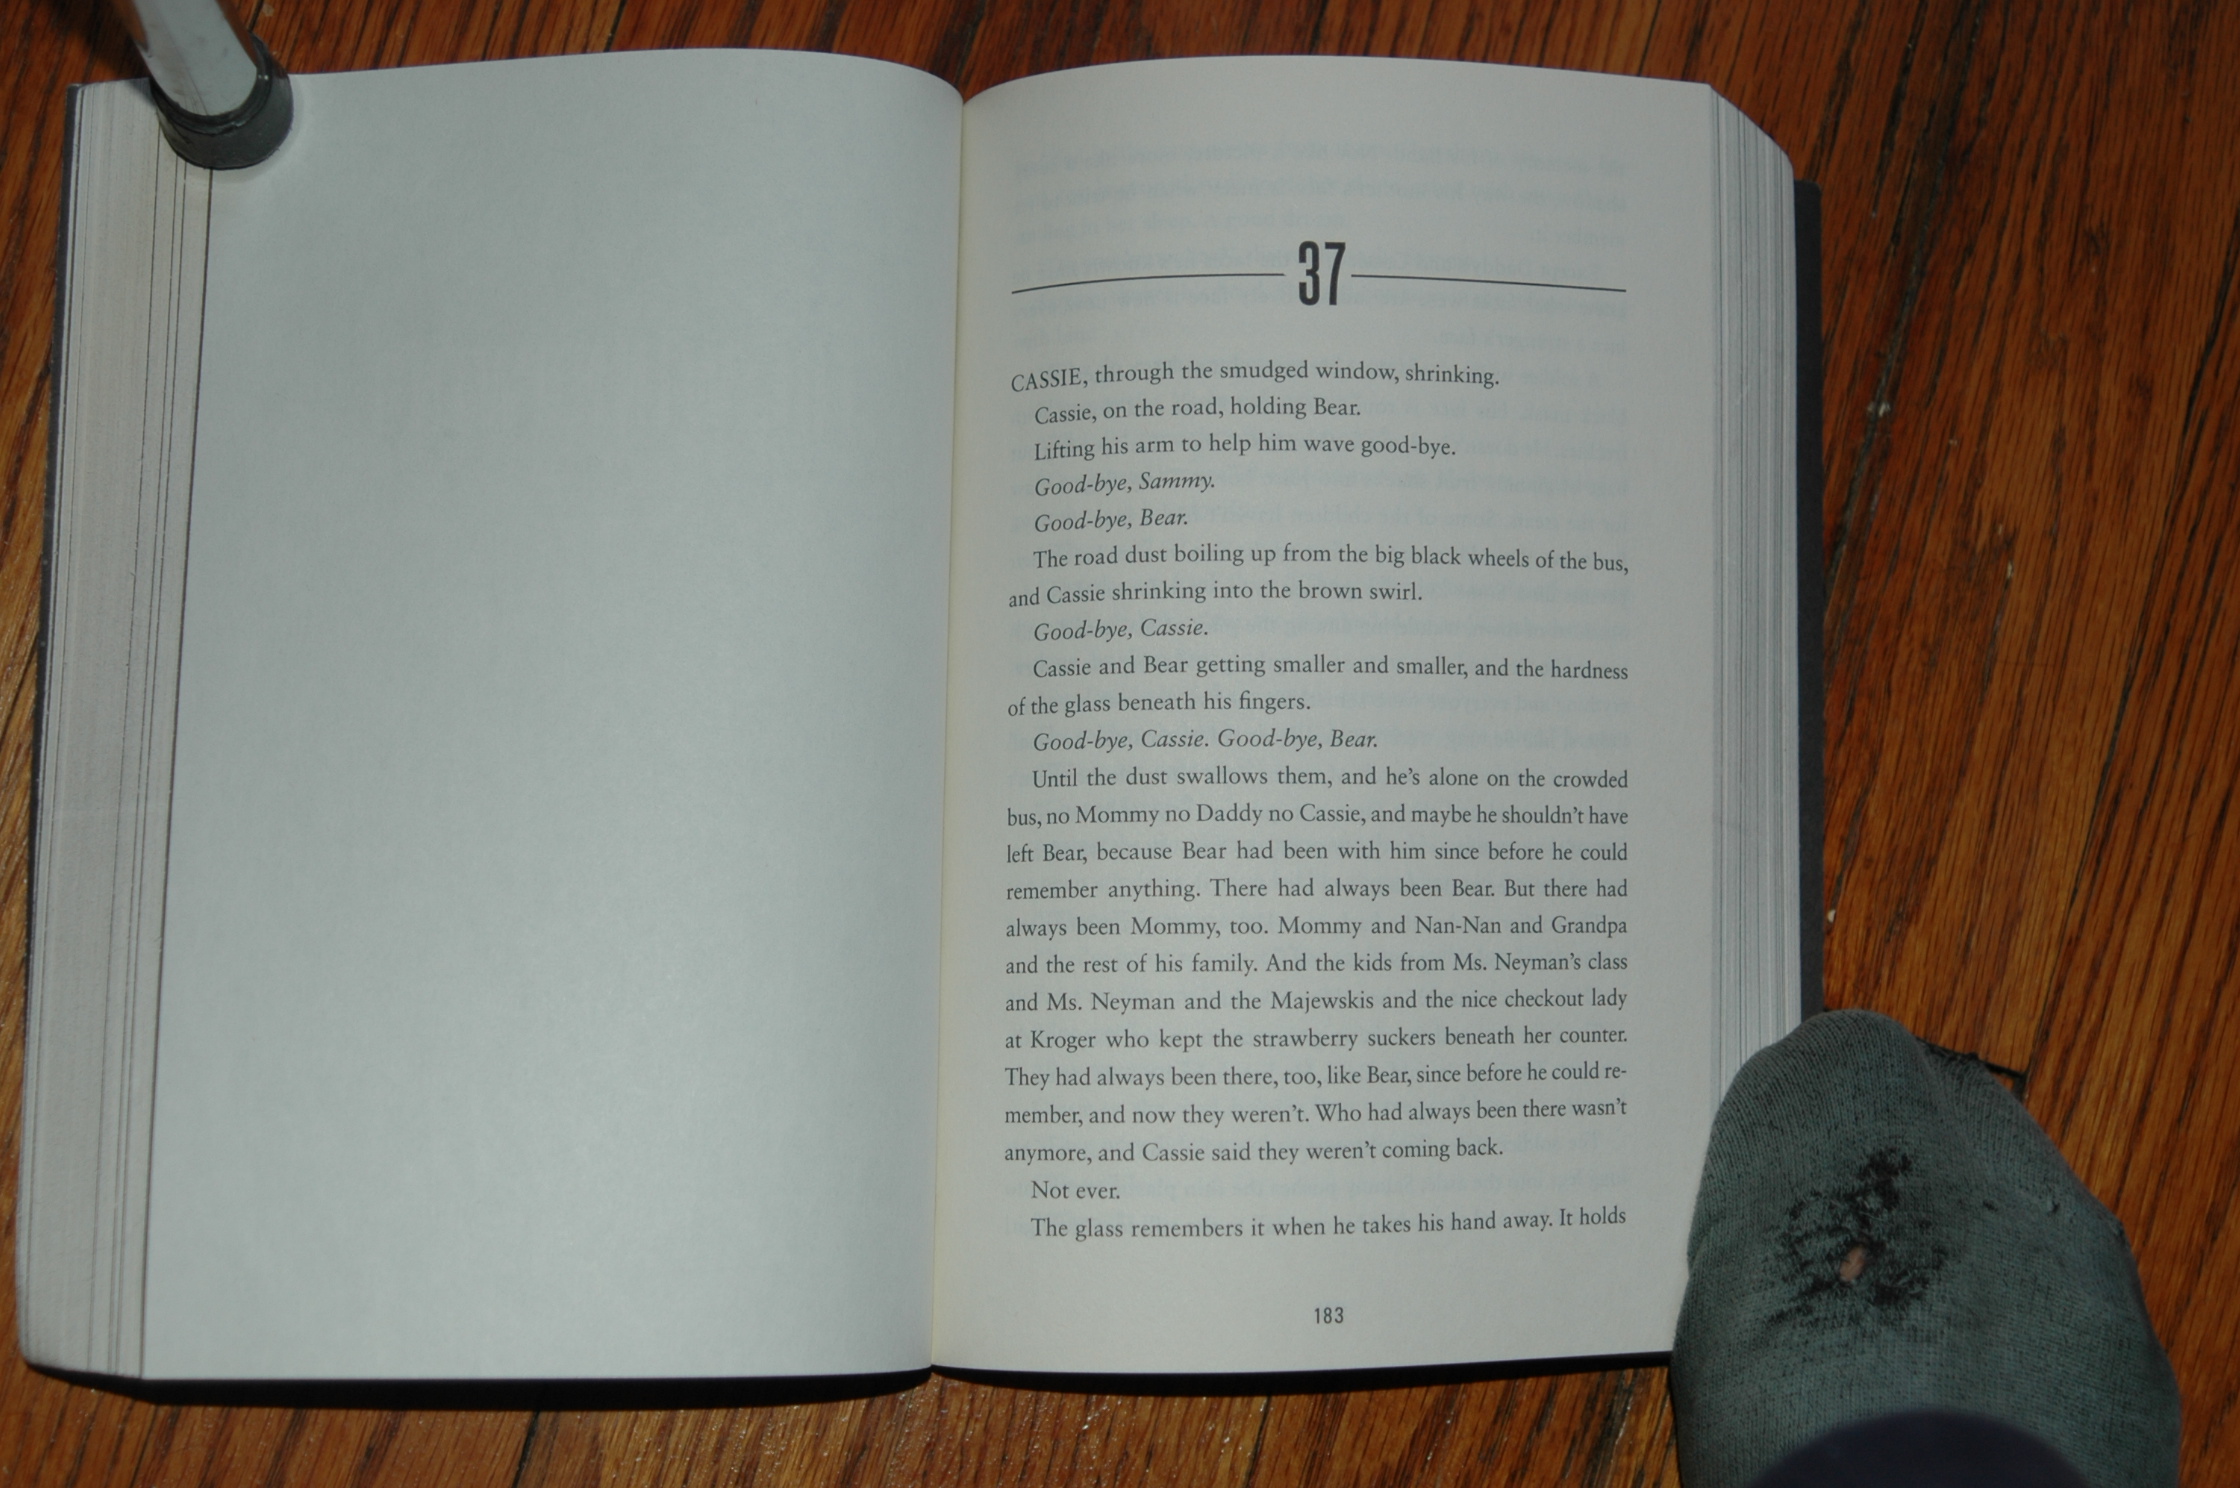 37
CASSIE, through the smudged window, shrinking.
Cassie, on the road, holding Bear.
Lifting his arm to help him wave good-bye.
Good-bye, Sammy.
Good-bye, Bear.
The road dust boiling up from the big black wheels of the bus,
and Cassie shrinking into the brown swirl.
Good-bye, Cassie.
Cassie and Bear getting smaller and smaller, and the hardness
of the glass beneath his fingers.
Good-bye, Cassie. Good-bye, Bear.
Until the dust swallows them, and he's alone on the crowded
bus, no Mommy no Daddy no Cassie, and maybe he shouldn't have
left Bear, because Bear had been with him since before he could
remember anything. There had always been Bear. But there had
always been Mommy, too. Mommy and Nan-Nan and Grandpa
and the rest of his family. And the kids from Ms. Neyman's class
and Ms. Neyman and the Majewskis and the nice checkout lady
at Kroger who kept the strawberry suckers beneath her counter.
They had always been there, too, like Bear, since before he could re-
member, and now they weren't. Who had always been there wasn't
anymore, and Cassie said they weren't coming back.
Not ever.
The glass remembers it when he takes his hand away. It holds
183